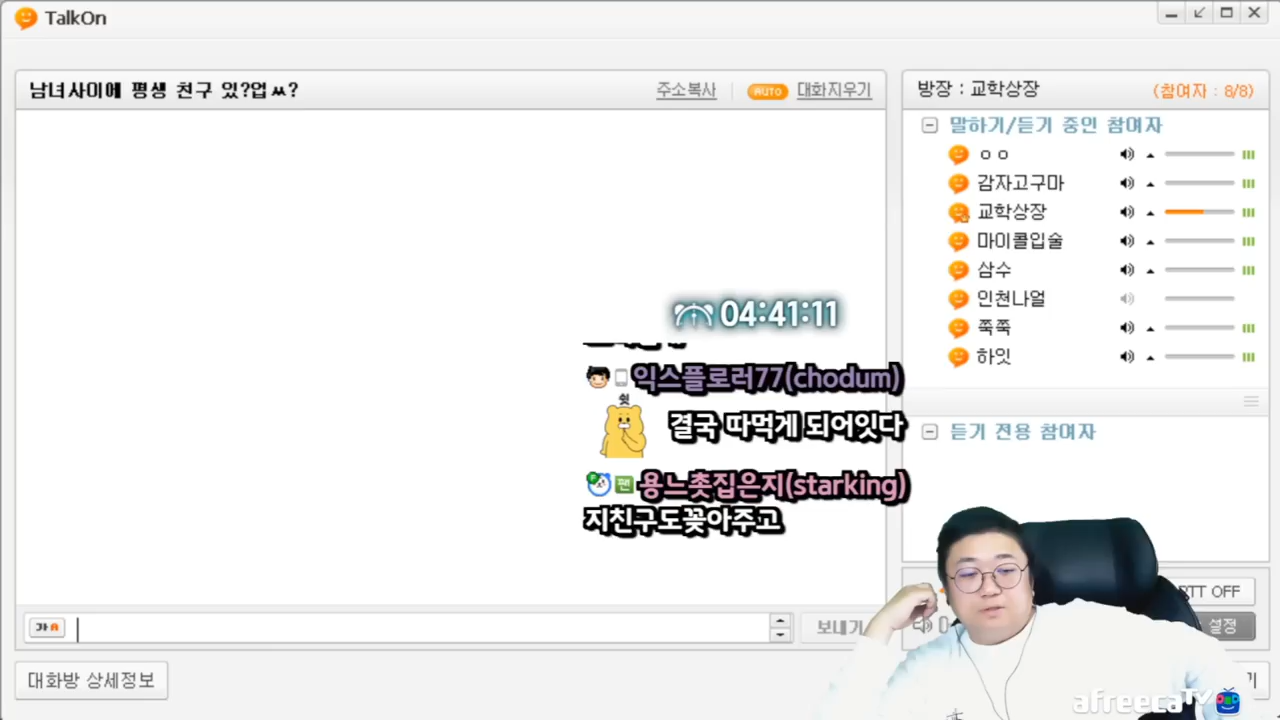 TalkOn
남녀사이에 평생 친구 있?업ㅆ?
주소복사
AUTO
대화지우기
방장 : 교학상장
(참여자 : 8/8)
말하기/듣기 중인 참여자
ㅇㅇ
감자고구마
교학상장
마이콜입술
삼수
인천나얼
쭉쭉
하잇
04:41:11
익스플로러77(chodum)
쉿
결국 따먹게 되어잇다
팬
용느촛집은지(starking)
지친구도꽂아주고
듣기 전용 참여자
PTT OFF
설정
가
보내기
대화방 상세정보
기
afreecaTV